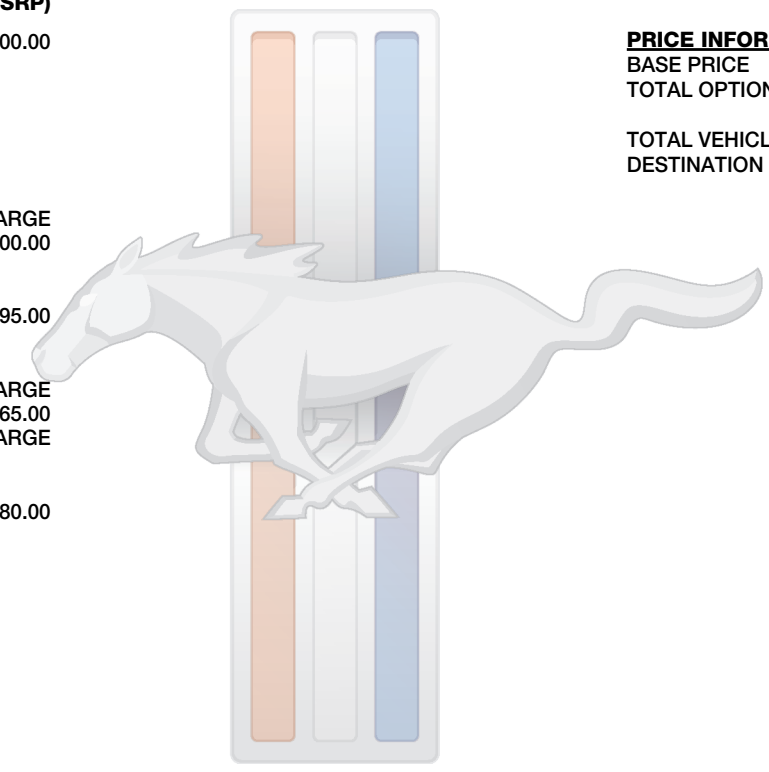 SRP)
00.00
ARGE
00.00
95.00
ARGE
65.00
ARGE
80.00
PRICE INFOR
BASE PRICE
TOTAL OPTION
TOTAL VEHICL
DESTINATION